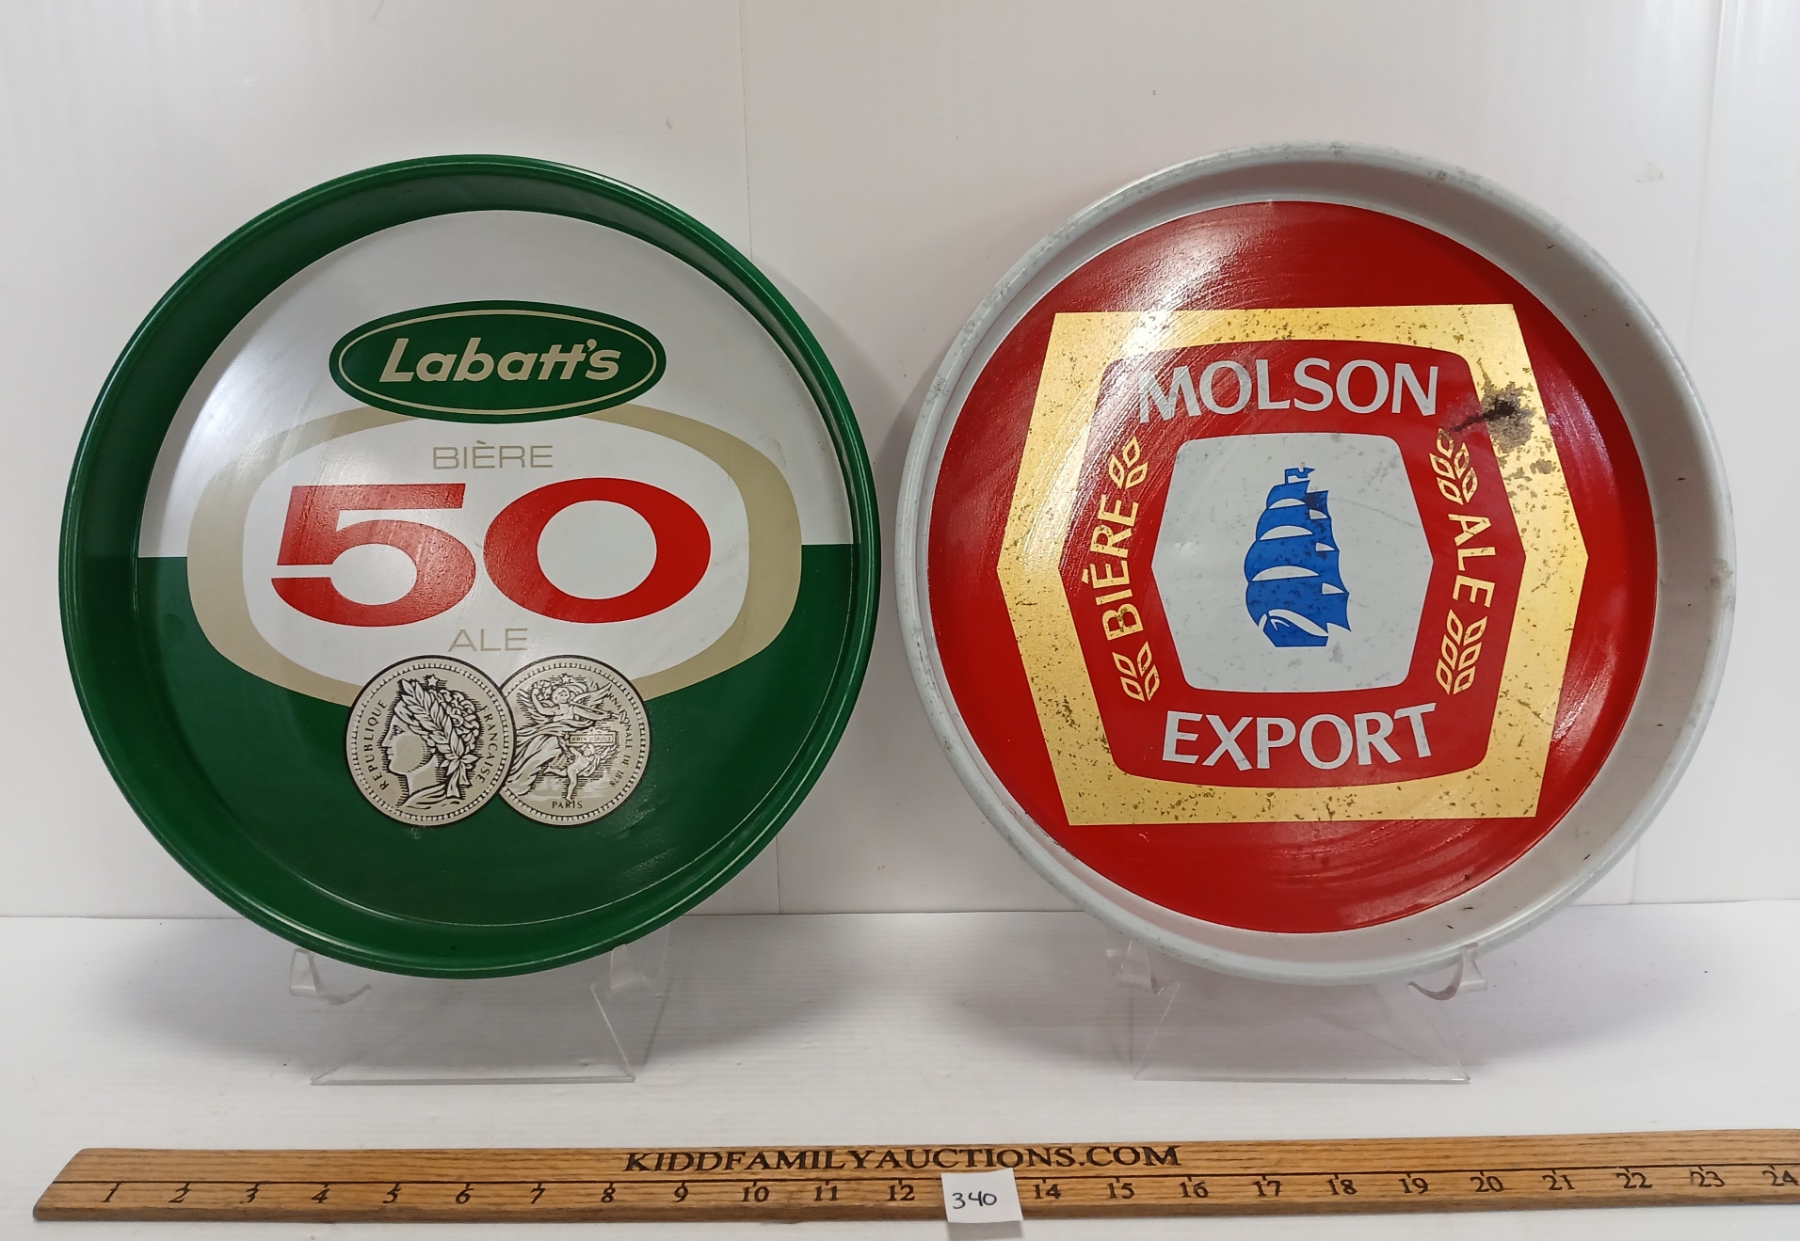 Labatt's
BIÈRE
50
ALE
RÉPUBLIQUE FRANÇAISE
PARIS
MOLSON
BIÈRE
ALE
EXPORT
KIDDFAMILYAUCTIONS.COM
1 2 3 4 5 6 7 8 9 10 11 12 14 15 16 17 18 19 20 21 22 23 24
340